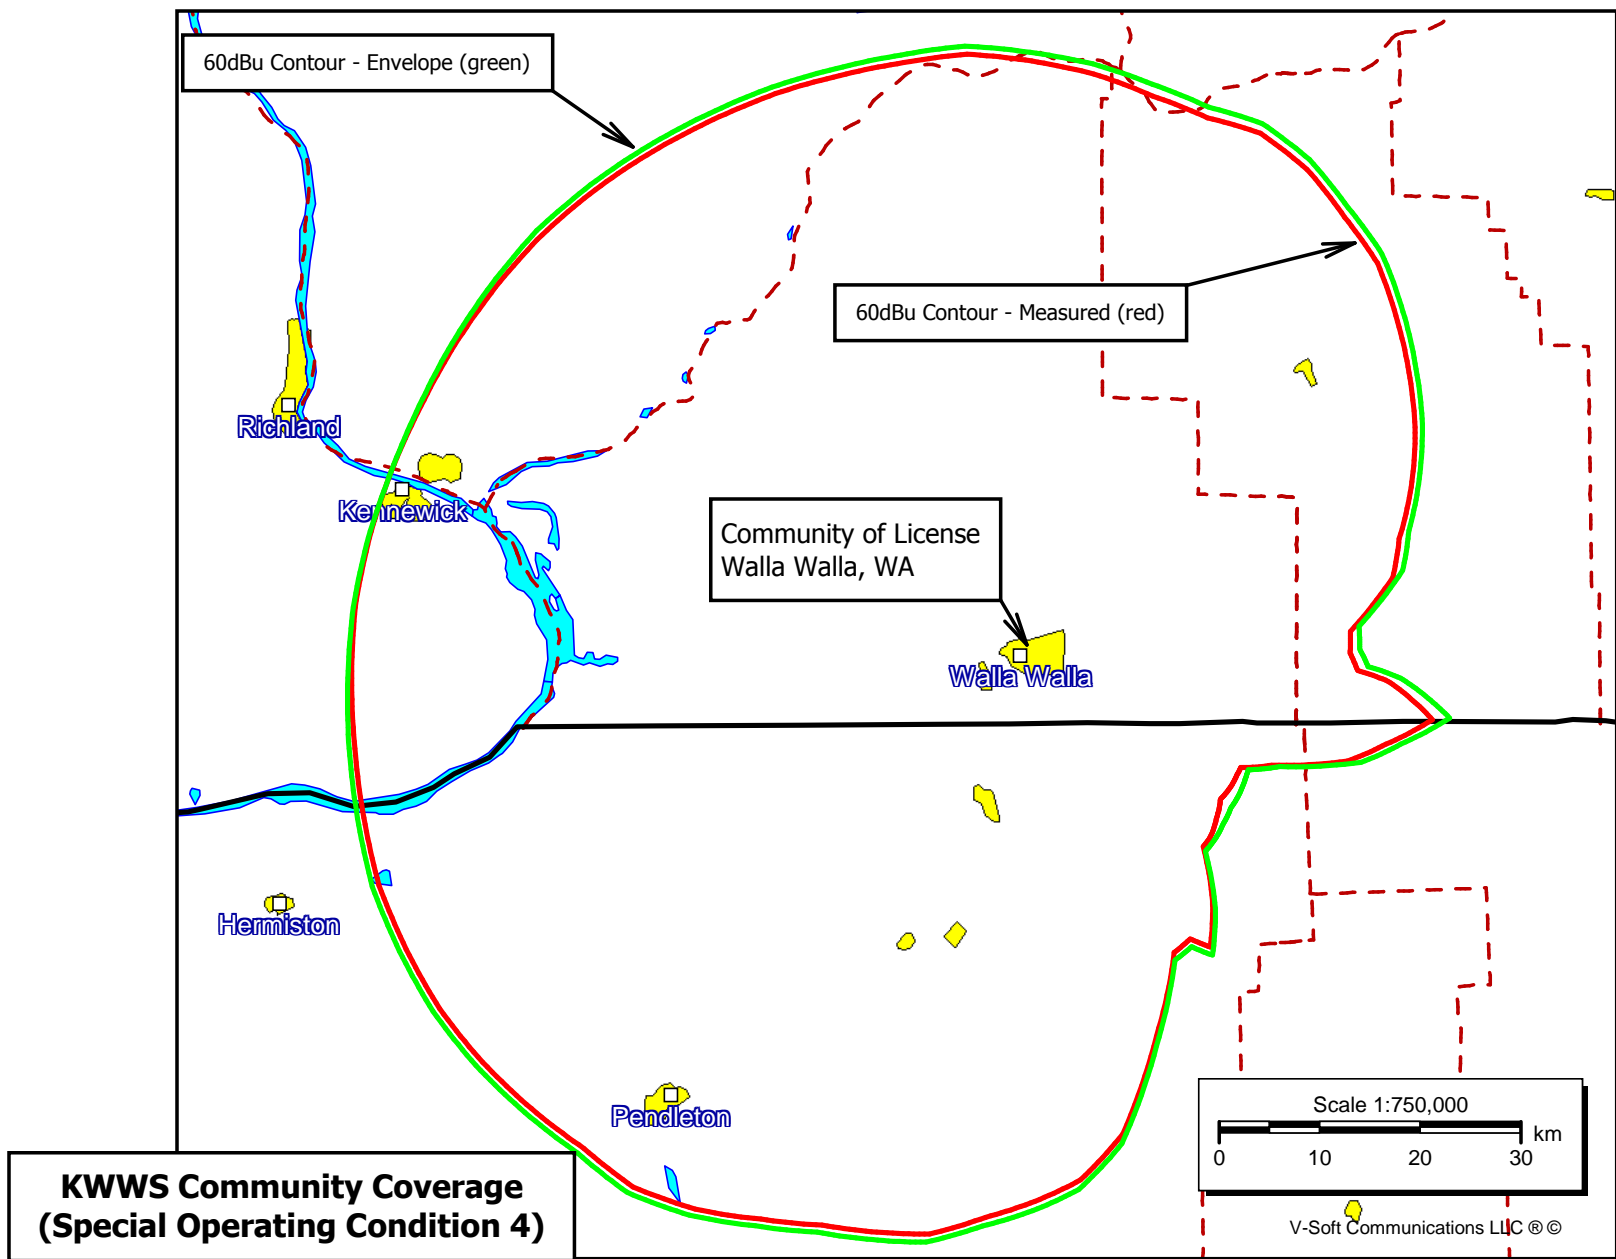 60dBu Contour - Envelope (green)
60dBu Contour - Measured (red)
Richland
Kennewick
Community of License
Walla Walla, WA
Walla Walla
Hermiston
Pendleton
Scale 1:750,000
km
0 10 20 30
KWWS Community Coverage
(Special Operating Condition 4)
V-Soft Communications LLC ® ©